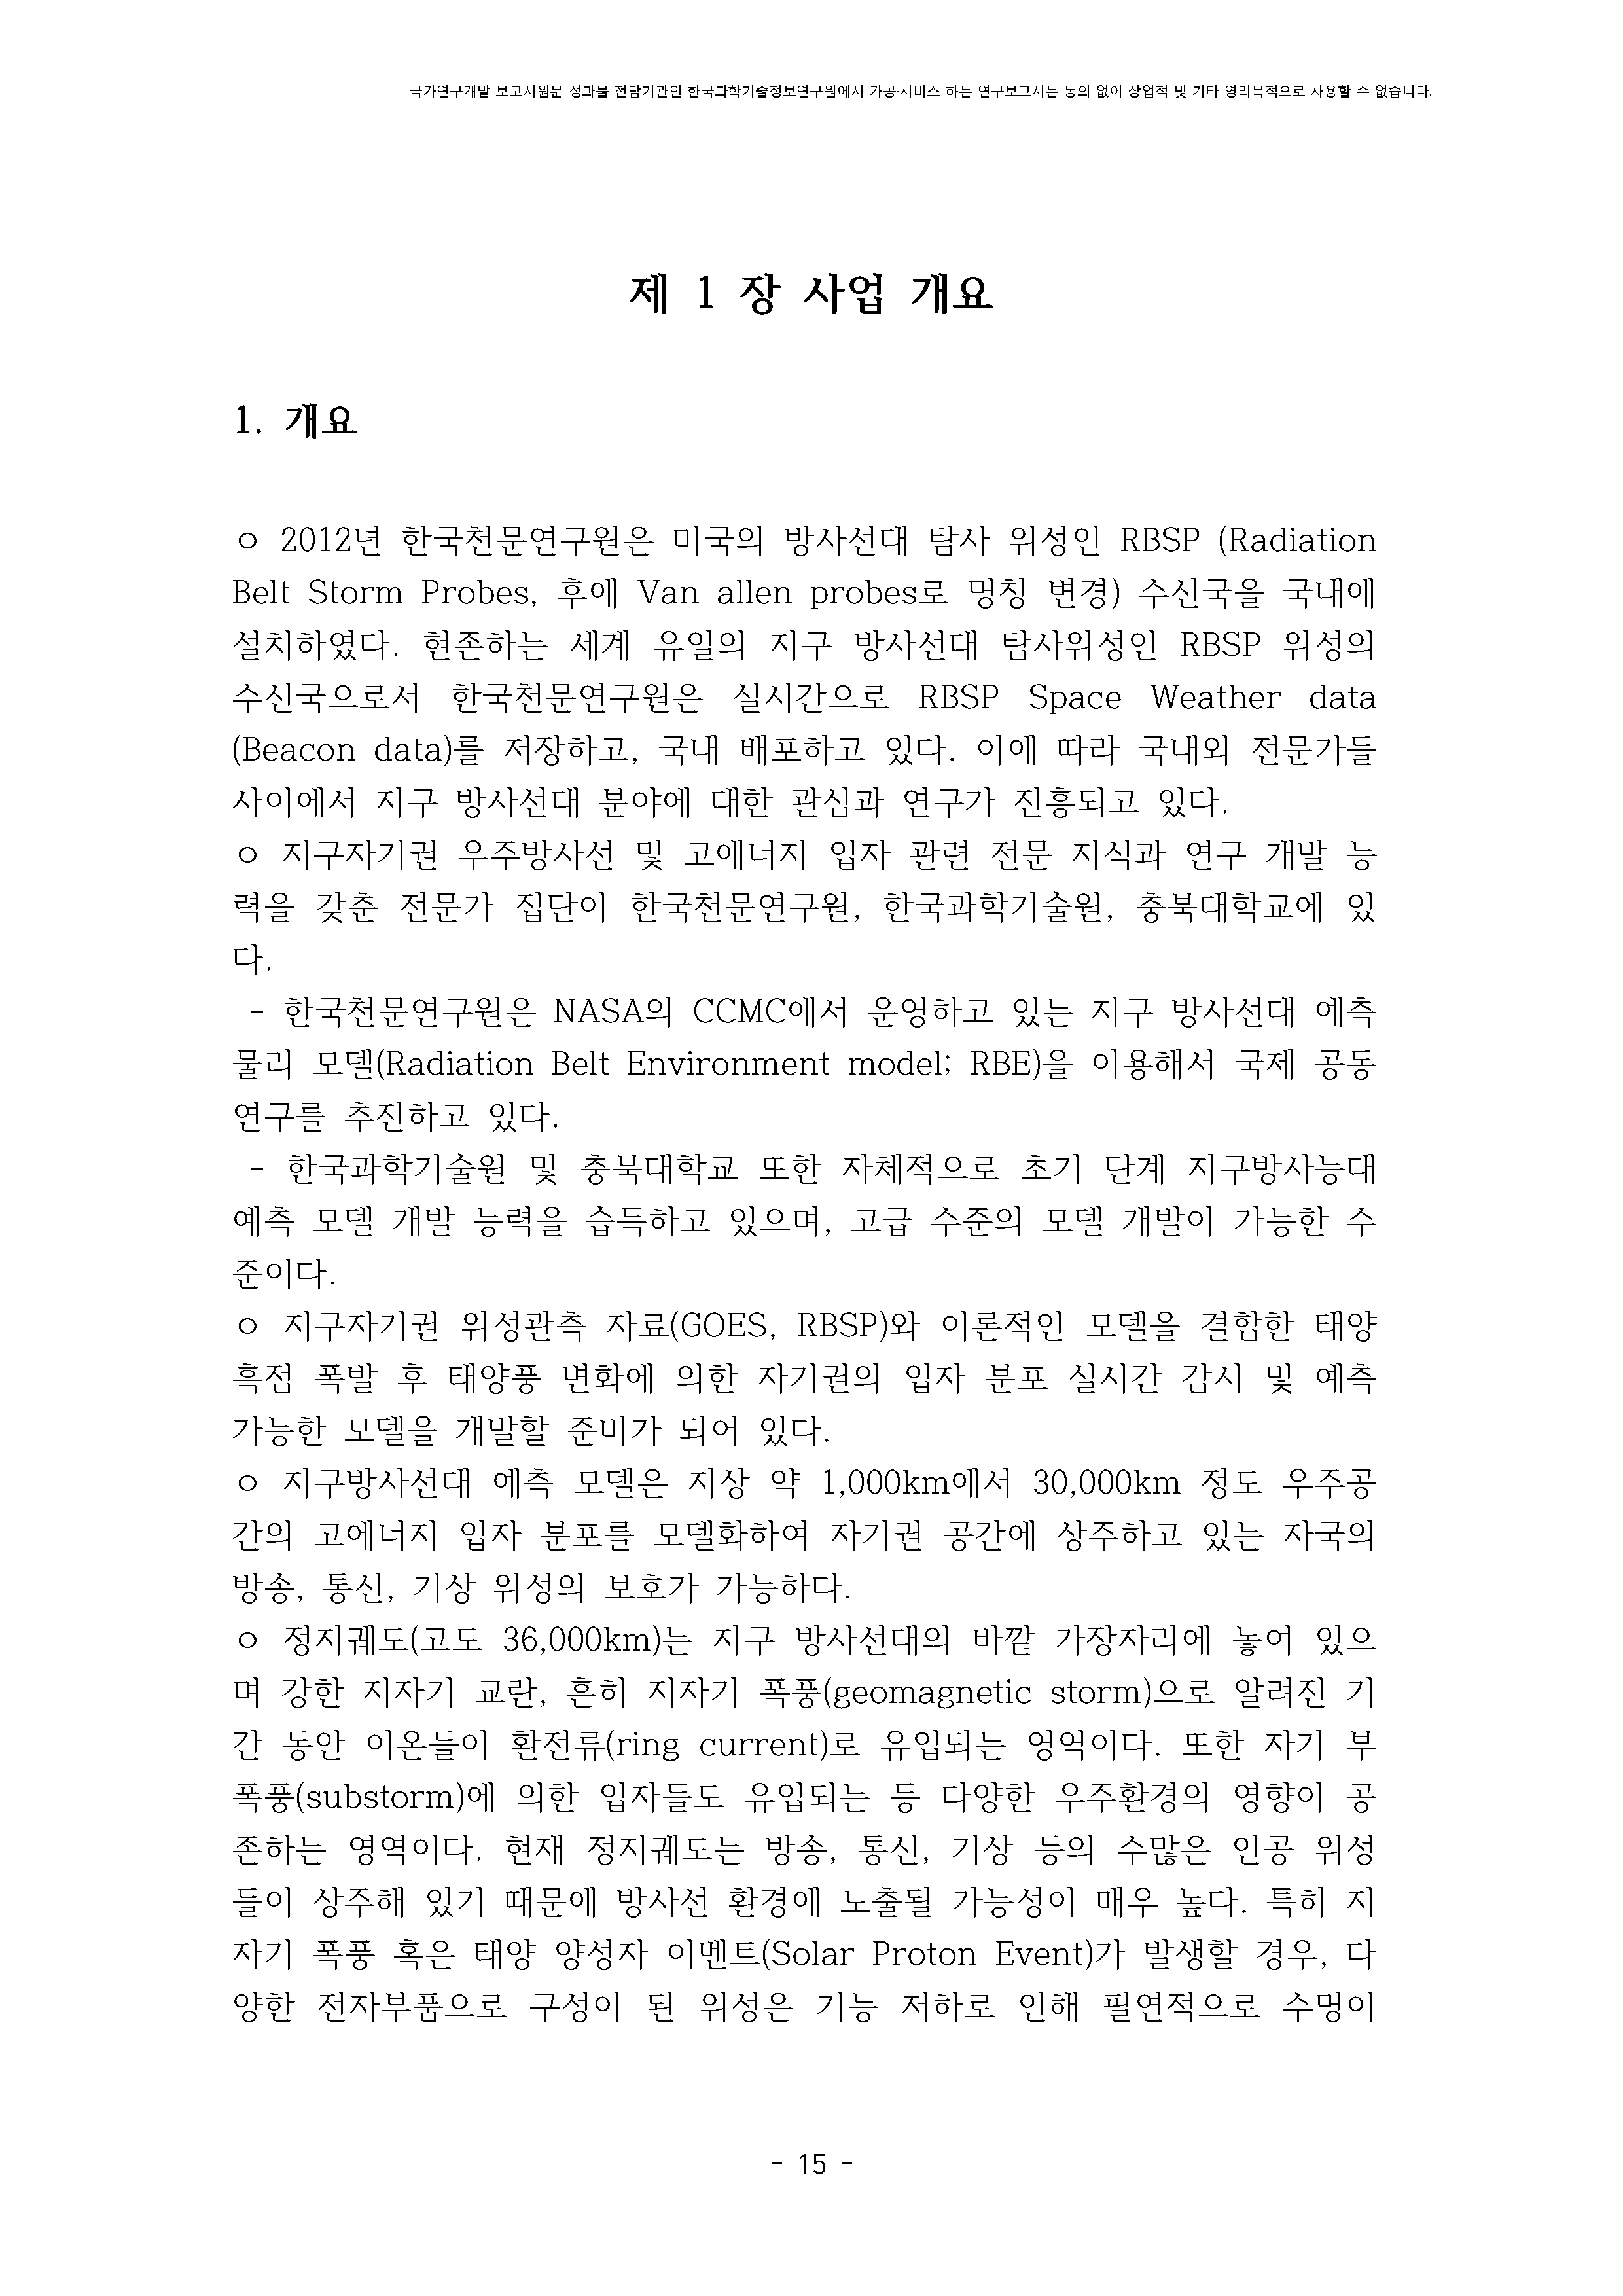 국가연구개발 보고서원문 성과물 전담기관인 한국과학기술정보연구원에서 가공·서비스 하는 연구보고서는 동의 없이 상업적 및 기타 영리목적으로 사용할 수 없습니다.
제 1 장 사업 개요
1. 개요
ㅇ 2012년 한국천문연구원은 미국의 방사선대 탐사 위성인 RBSP (Radiation
Belt Storm Probes, 후에 Van allen probes로 명칭 변경) 수신국을 국내에
설치하였다. 현존하는 세계 유일의 지구 방사선대 탐사위성인 RBSP 위성의
수신국으로서 한국천문연구원은 실시간으로 RBSP Space Weather data
(Beacon data)를 저장하고, 국내 배포하고 있다. 이에 따라 국내외 전문가들
사이에서 지구 방사선대 분야에 대한 관심과 연구가 진흥되고 있다.
ㅇ 지구자기권 우주방사선 및 고에너지 입자 관련 전문 지식과 연구 개발 능
력을 갖춘 전문가 집단이 한국천문연구원, 한국과학기술원, 충북대학교에 있
다.
- 한국천문연구원은 NASA의 CCMC에서 운영하고 있는 지구 방사선대 예측
물리 모델(Radiation Belt Environment model; RBE)을 이용해서 국제 공동
연구를 추진하고 있다.
- 한국과학기술원 및 충북대학교 또한 자체적으로 초기 단계 지구방사능대
예측 모델 개발 능력을 습득하고 있으며, 고급 수준의 모델 개발이 가능한 수
준이다.
ㅇ 지구자기권 위성관측 자료(GOES, RBSP)와 이론적인 모델을 결합한 태양
흑점 폭발 후 태양풍 변화에 의한 자기권의 입자 분포 실시간 감시 및 예측
가능한 모델을 개발할 준비가 되어 있다.
ㅇ 지구방사선대 예측 모델은 지상 약 1,000km에서 30,000km 정도 우주공
간의 고에너지 입자 분포를 모델화하여 자기권 공간에 상주하고 있는 자국의
방송, 통신, 기상 위성의 보호가 가능하다.
ㅇ 정지궤도(고도 36,000km)는 지구 방사선대의 바깥 가장자리에 놓여 있으
며 강한 지자기 교란, 흔히 지자기 폭풍(geomagnetic storm)으로 알려진 기
간 동안 이온들이 환전류(ring current)로 유입되는 영역이다. 또한 자기 부
폭풍(substorm)에 의한 입자들도 유입되는 등 다양한 우주환경의 영향이 공
존하는 영역이다. 현재 정지궤도는 방송, 통신, 기상 등의 수많은 인공 위성
들이 상주해 있기 때문에 방사선 환경에 노출될 가능성이 매우 높다. 특히 지
자기 폭풍 혹은 태양 양성자 이벤트(Solar Proton Event)가 발생할 경우, 다
양한 전자부품으로 구성이 된 위성은 기능 저하로 인해 필연적으로 수명이
- 15 -